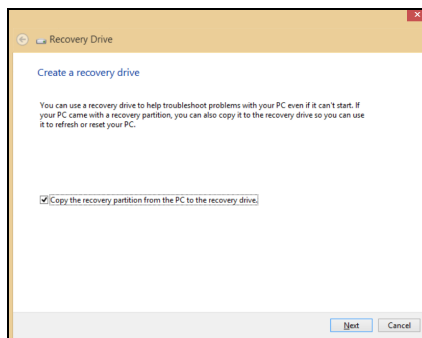 Recovery Drive
Create a recovery drive
You can use a recovery drive to help troubleshoot problems with your PC even if it can't start. If
your PC came with a recovery partition, you can also copy it to the recovery drive so you can use
it to refresh or reset your PC.
Copy the recovery partition from the PC to the recovery drive.
Next Cancel